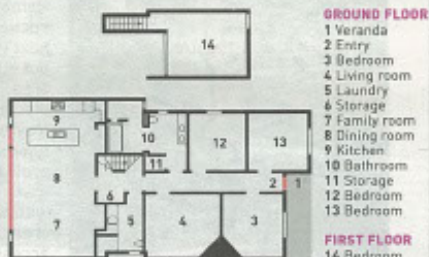 14
9
10
12
13
11
8
2
1
6
7
5
4
3
GROUND FLOOR
1 Veranda
2 Entry
3 Bedroom
4 Living room
5 Laundry
6 Storage
7 Family room
8 Dining room
9 Kitchen
10 Bathroom
11 Storage
12 Bedroom
13 Bedroom
FIRST FLOOR
14 Bedroom